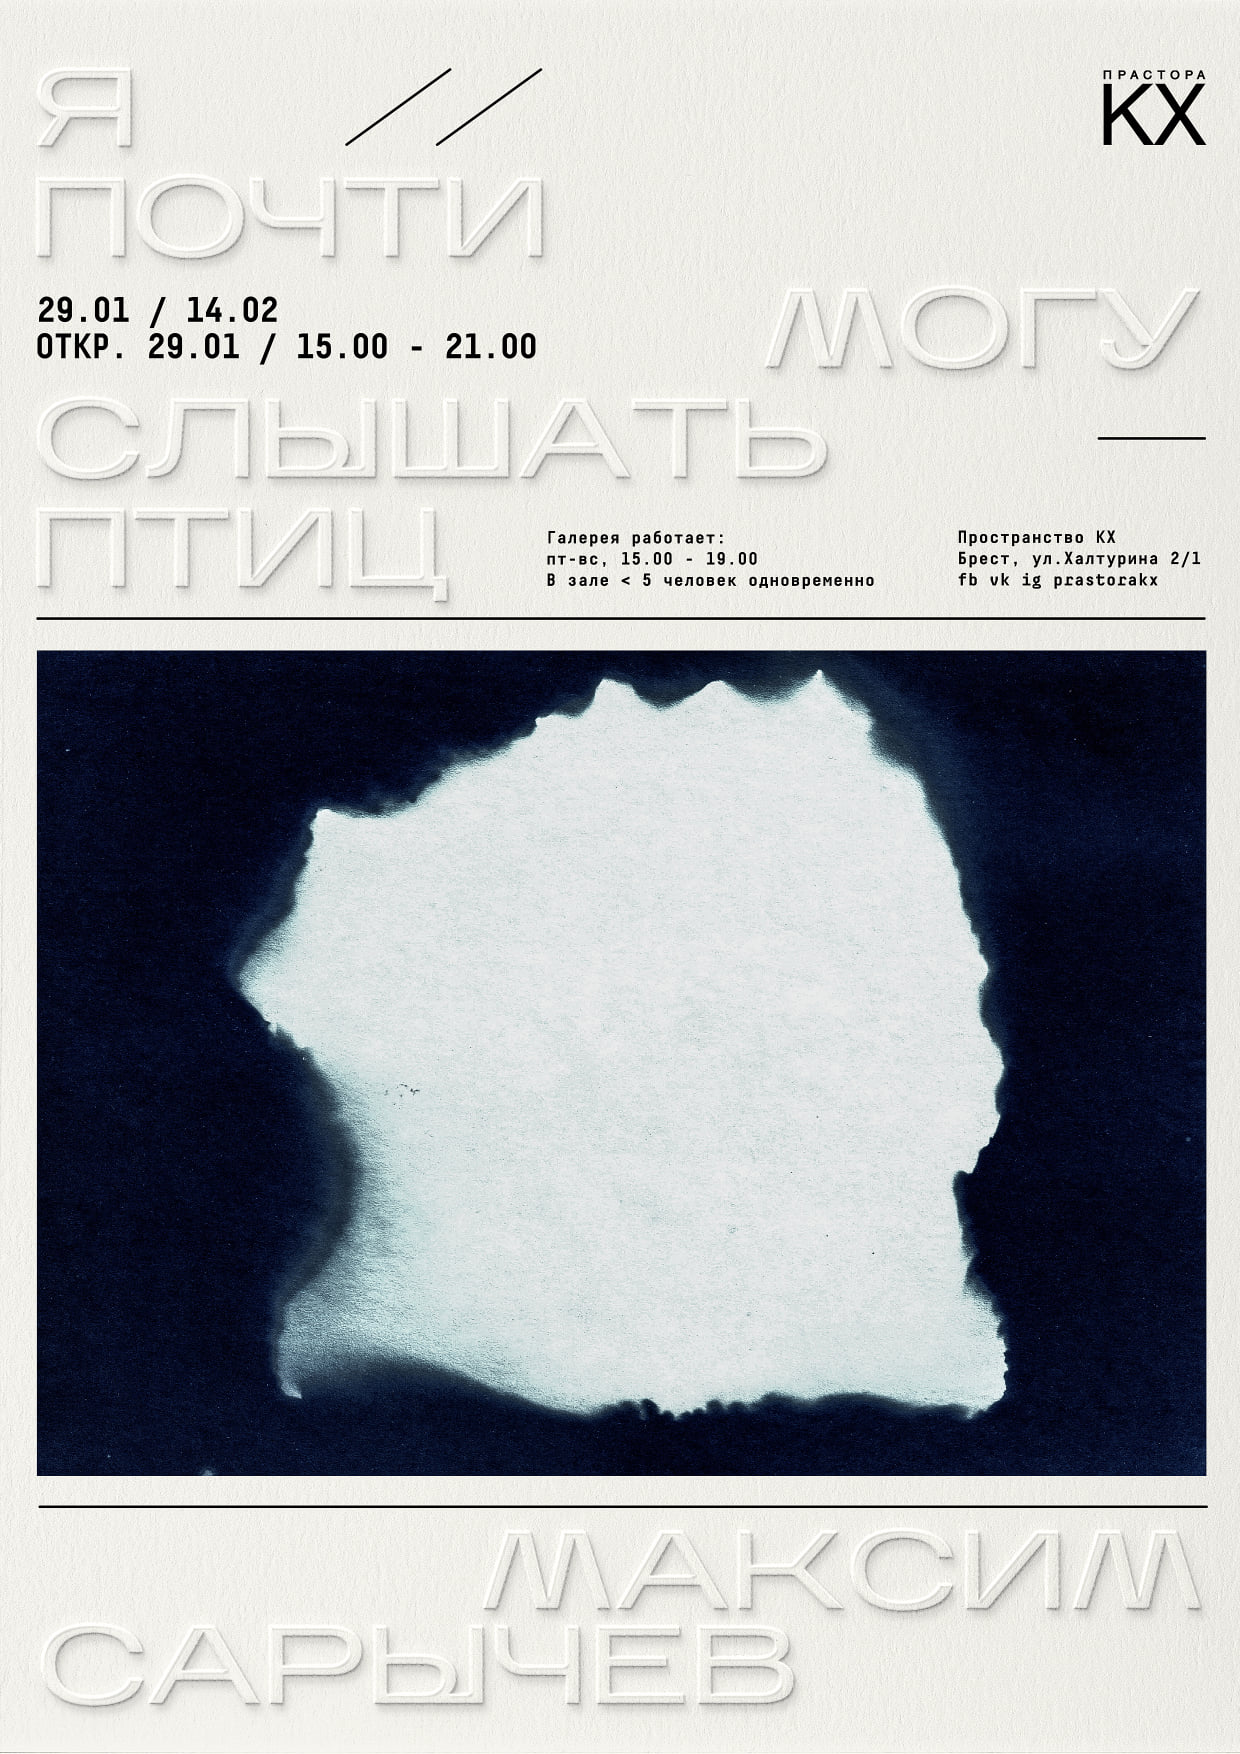 Я
ПРАСТОРА
КХ
ПОЧТИ
29.01 / 14.02
ОТКР. 29.01 / 15.00 - 21.00
МОГУ
СЛЫШАТЬ
ПТИЦ
Галерея работает:
пт-вс, 15.00 - 19.00
В зале < 5 человек одновременно
Пространство КХ
Брест, ул.Халтурина 2/1
fb vk ig prastorakx
МАКСИМ
САРЫЧЕВ